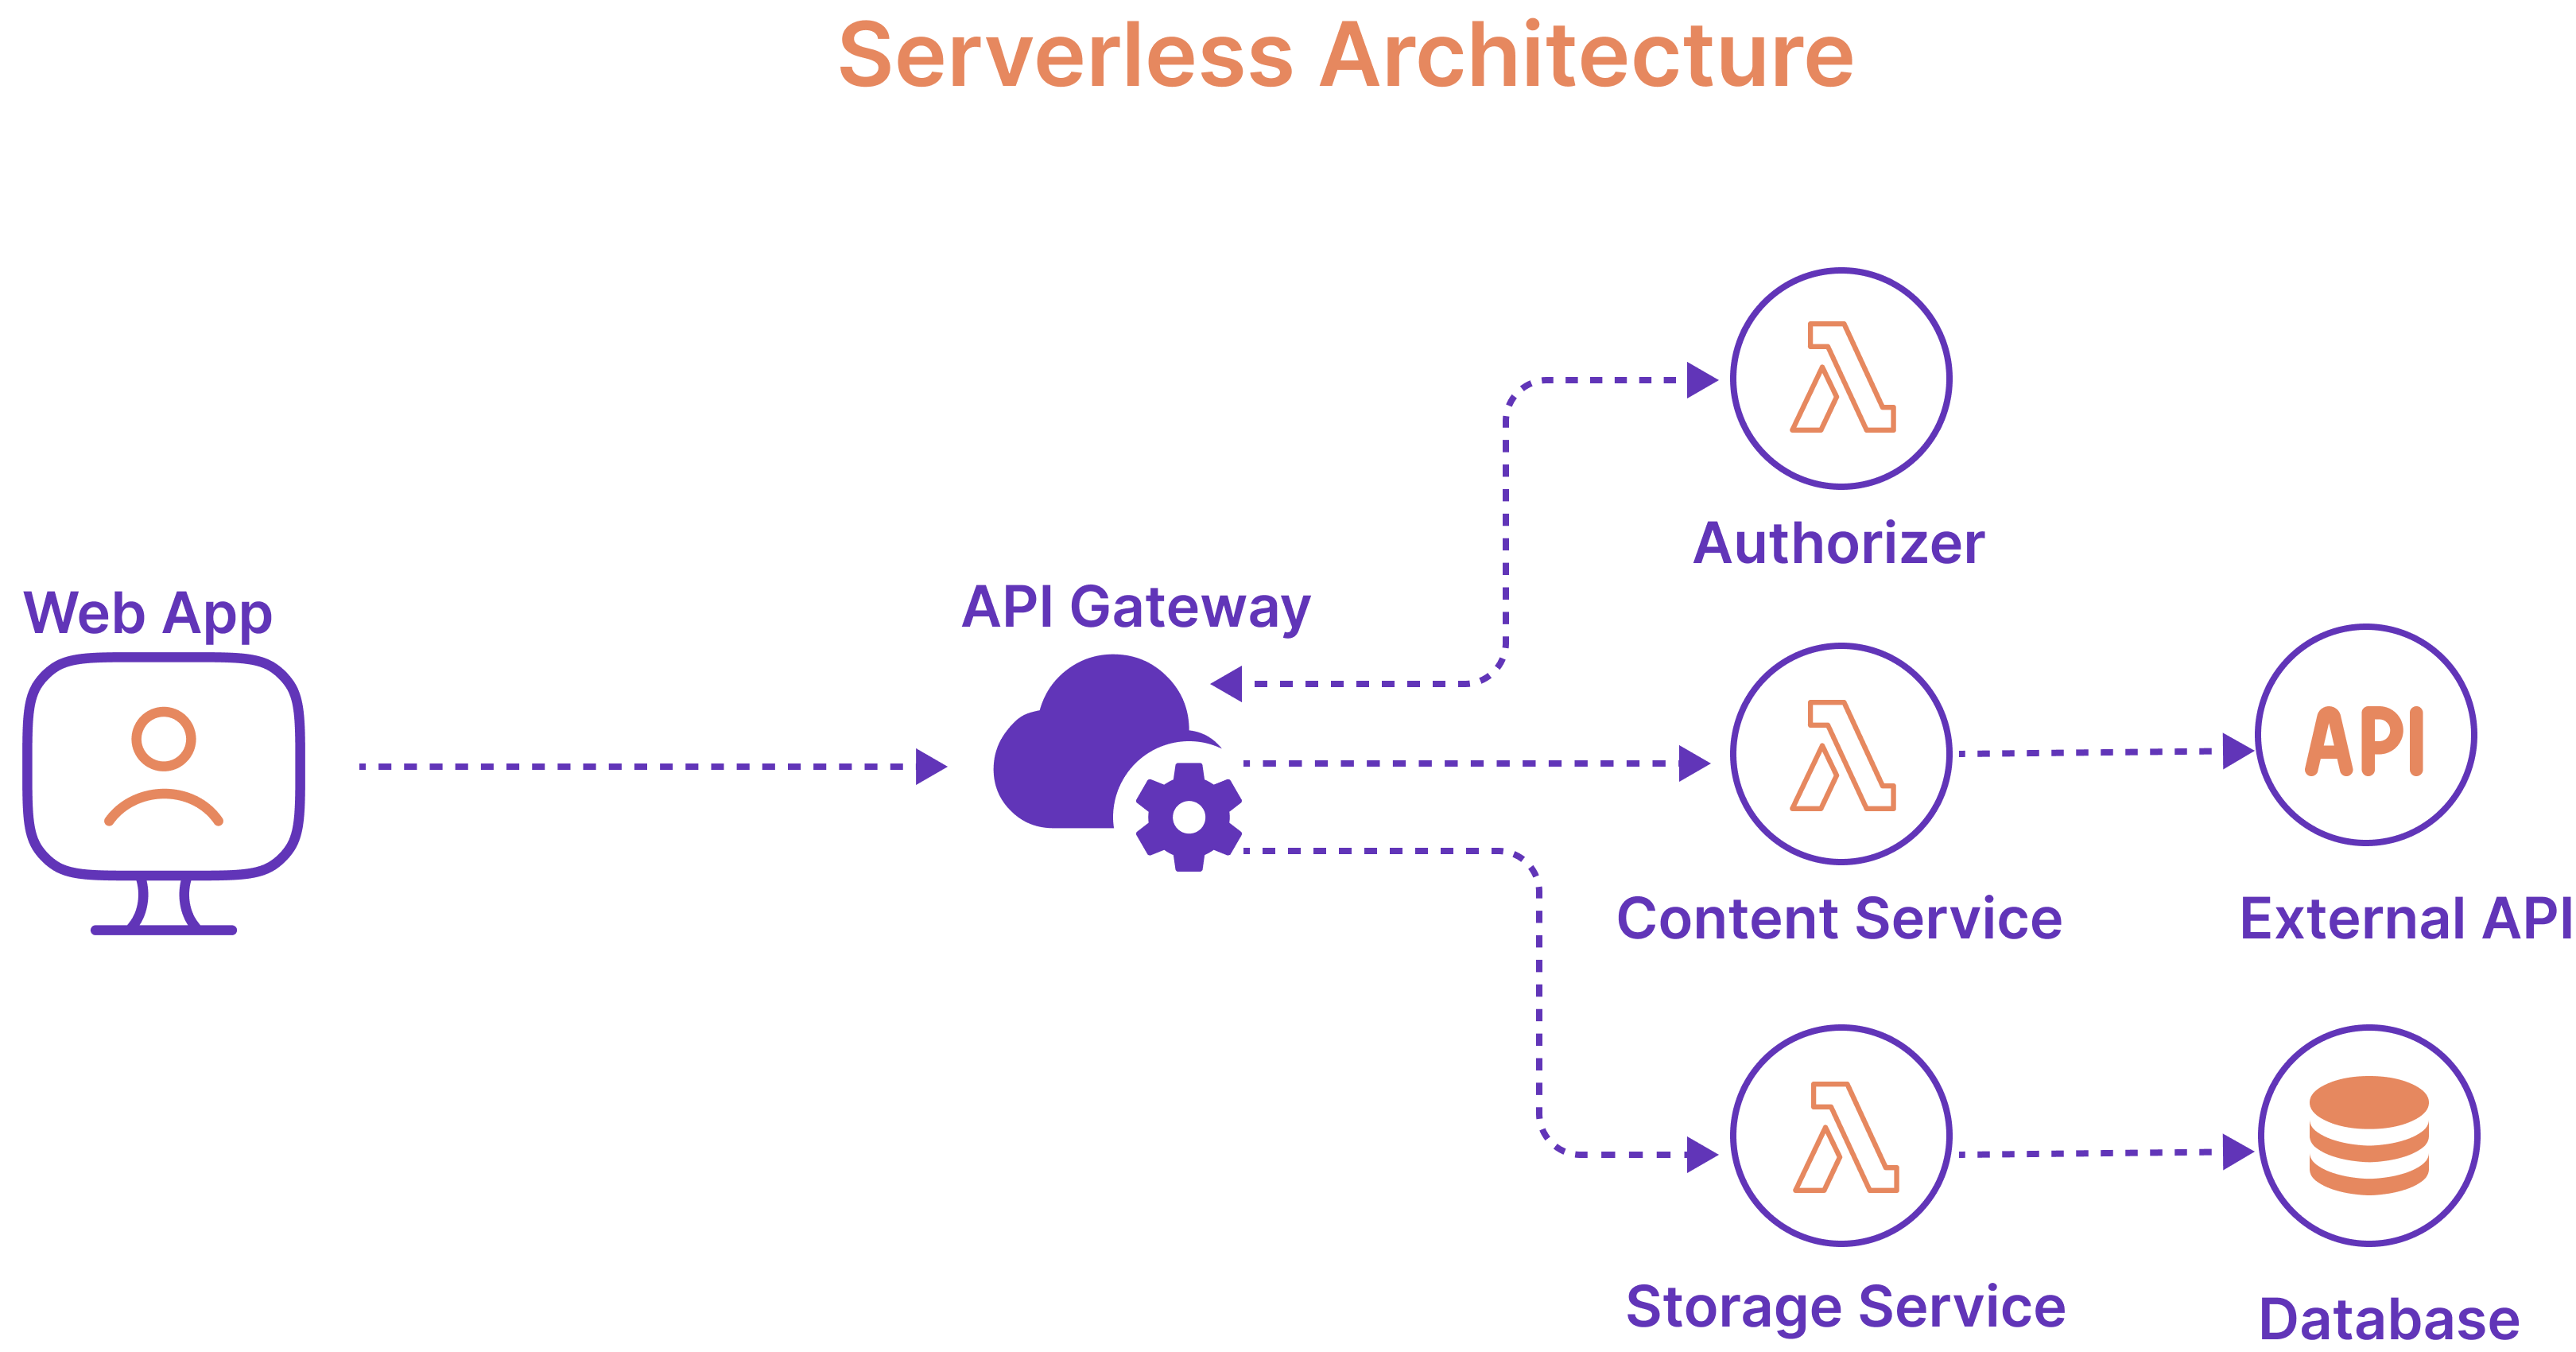 Serverless Architecture
Authorizer
Web App
API Gateway
API
Content Service
External API
Storage Service
Database